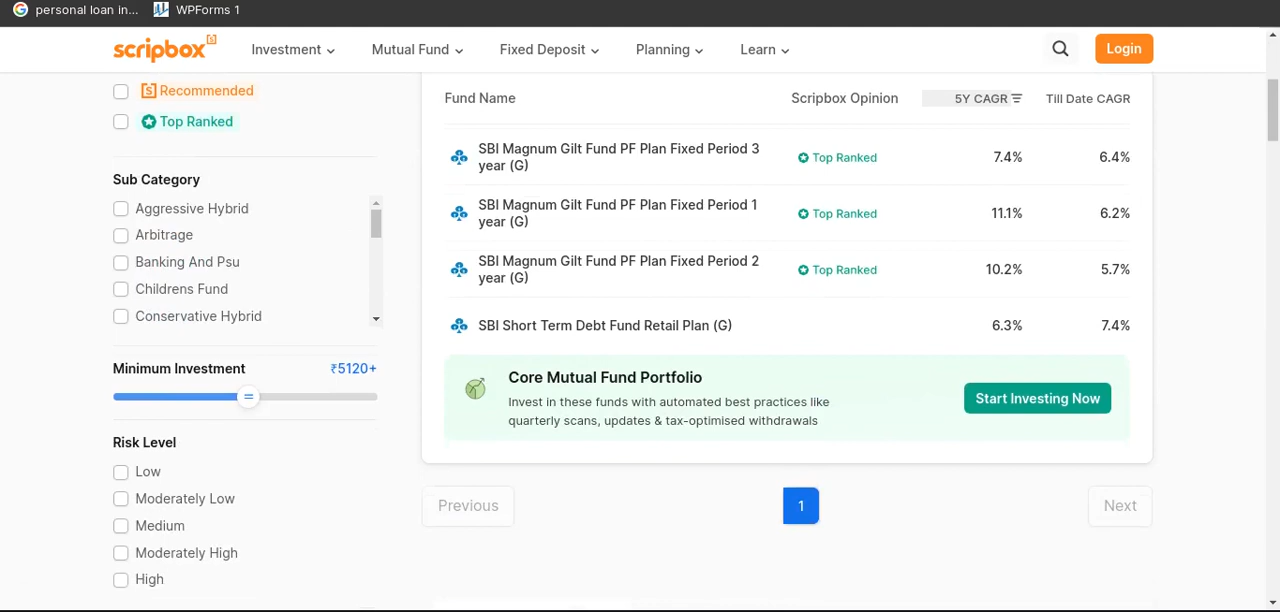 personal loan in...
WPForms 1
scripbox
Investment
Mutual Fund
Fixed Deposit
Planning
Learn
Login
Recommended
Top Ranked
Sub Category
Aggressive Hybrid
Arbitrage
Banking And Psu
Childrens Fund
Conservative Hybrid
Minimum Investment ₹5120+
Risk Level
Low
Moderately Low
Medium
Moderately High
High
Fund Name Scripbox Opinion 5Y CAGR Till Date CAGR
SBI Magnum Gilt Fund PF Plan Fixed Period 3
year (G)
Top Ranked 7.4% 6.4%
SBI Magnum Gilt Fund PF Plan Fixed Period 1
year (G)
Top Ranked 11.1% 6.2%
SBI Magnum Gilt Fund PF Plan Fixed Period 2
year (G)
Top Ranked 10.2% 5.7%
SBI Short Term Debt Fund Retail Plan (G) 6.3% 7.4%
Core Mutual Fund Portfolio
Invest in these funds with automated best practices like
quarterly scans, updates & tax-optimised withdrawals
Start Investing Now
Previous 1 Next